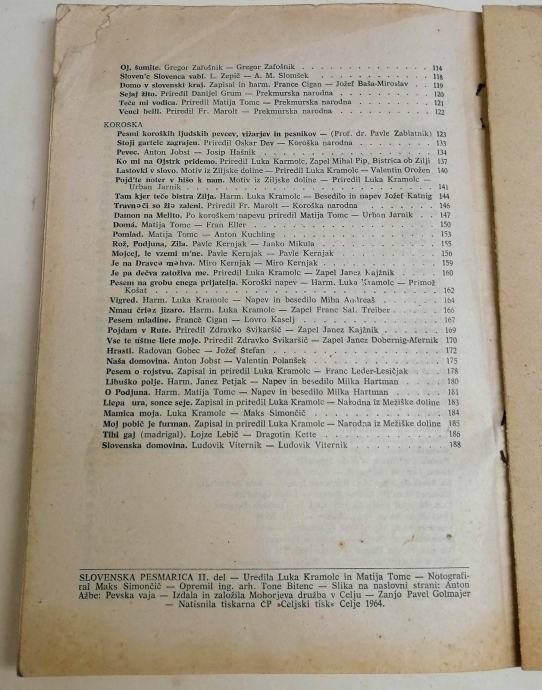 Oj, šumite. Gregor Zafošnik — Gregor Zafošnik . . . . . . . . . . 114
Sloven'c Slovenca vabi. L. Zepič — A. M. Slomšek . . . . . . . . . 118
Domo v slovenski kraj. Zapisal in harm. France Cigan — Jožef Baša-Miroslav . . 119
Sejaj žito. Priredil Danijel Grum — Prekmurska narodna . . . . . . . 120
Teče mi vodica. Priredil Matija Tomc — Prekmurska narodna . . . . . . 121
Venci beili. Priredil Fr. Marolt — Prekmurska narodna . . . . . . . 122
KOROŠKA
Pesmi koroških ljudskih pevcev, vižarjev in pesnikov — (Prof. dr. Pavle Zablatnik) 123
Stoji gartelc zagrajen. Priredil Oskar Dev — Koroška narodna . . . . . 133
Pevec. Anton Jobst — Josip Hašnik . . . . . . . . . . . 134
Ko mi na Ojstrk pridemo. Priredil Luka Kramolc, Zapel Mihal Pip, Bistrica ob Zilji 137
Lastovki v slovo. Motiv iz Ziljske doline — Priredil Luka Kramolc — Valentin Orožen 140
Pojd'te noter v hišo k nam. Motiv iz Ziljske doline — Priredil Luka Kramolc —
Urban Jarnik . . . . . . . . . . . . . . . 141
Tam kjer teče bistra Zilja. Harm. Luka Kramolc — Besedilo in napev Jožef Katnig 144
Priredil Fr. Marolt — Koroška narodna . . . . . . 146
Damon na Melito. Po koroškem napevu priredil Matija Tomc — Urban Jarnik . . 147
Domá. Matija Tomc — Fran Eller . . . . . . . . . . . . 150
Pomlad. Matija Tomc — Anton Kuchling . . . . . . . . . . 153
Rož, Podjuna, Zila. Pavle Kernjak — Janko Mikula . . . . . . . . 155
Mojcej, le vzemi m'ne. Pavle Kernjak — Pavle Kernjak . . . . . . . 156
Je na Miro Kernjak — Miro Kernjak . . . . . . . . . 159
Je pa dečva zatoživa me. Priredil Luka Kramolc — Zapel Janez Kajžnik . . . 160
Pesem na grobu enega prijatelja. Koroški napev — Harm. Luka Kramolc — Primož
Košat . . . . . . . . . . . . . . . . . 162
Vigred. Harm. Luka Kramolc — Napev in besedilo Miha Andreaš . . . . . 164
Nmau jizaro. Harm. Luka Kramolc — Zapel Franc Sal. Treiber . . . . 166
Pesem mladine. France Cigan — Lovro Kaselj . . . . . . . . . 167
Pojdam v Rute. Priredil Zdravko Švikaršič — Zapel Janez Kajžnik . . . . 169
Vse te uštne liete moje. Priredil Zdravko Švikaršič — Zapel Janez Dobernig-Afernik 170
Hrasti. Radovan Gobec — Jožef Štefan . . . . . . . . . . . 172
Naša domovina. Anton Jobst — Valentin Polanšek . . . . . . . . 175
Pesem o rojstvu. Zapisal in priredil Luka Kramolc — Franc Leder-Lesičjak . . . 178
Libuško polje. Harm. Janez Petjak — Napev in besedilo Milka Hartman . . . 180
O Podjuna. Harm. Matija Tomc — Napev in besedilo Milka Hartman . . . . 181
Liepa ura, sonce seje. Zapisal in priredil Luka Kramolc — Narodna iz Mežiške doline 183
Mamica moja. Luka Kramolc — Maks Simončič . . . . . . . . . 184
Moj pobič je furman. Zapisal in priredil Luka Kramolc — Narodna iz Mežiške doline 185
Tihi gaj (madrigal). Lojze Lebič — Dragotin Kette . . . . . . . . 186
Slovenska domovina. Ludovik Viternik — Ludovik Viternik . . . . . . 188
SLOVENSKA PESMARICA II. del — Uredila Luka Kramolc in Matija Tomc — Notografi-
ral Maks Simončič — Opremil ing. arh. Tone Bitenc — Slika na naslovni strani: Anton
Ažbe: Pevska vaja — Izdala in založila Mohorjeva družba v Celju — Zanjo Pavel Golmajer
— Natisnila tiskarna ČP »Celjski tisk« Celje 1964.